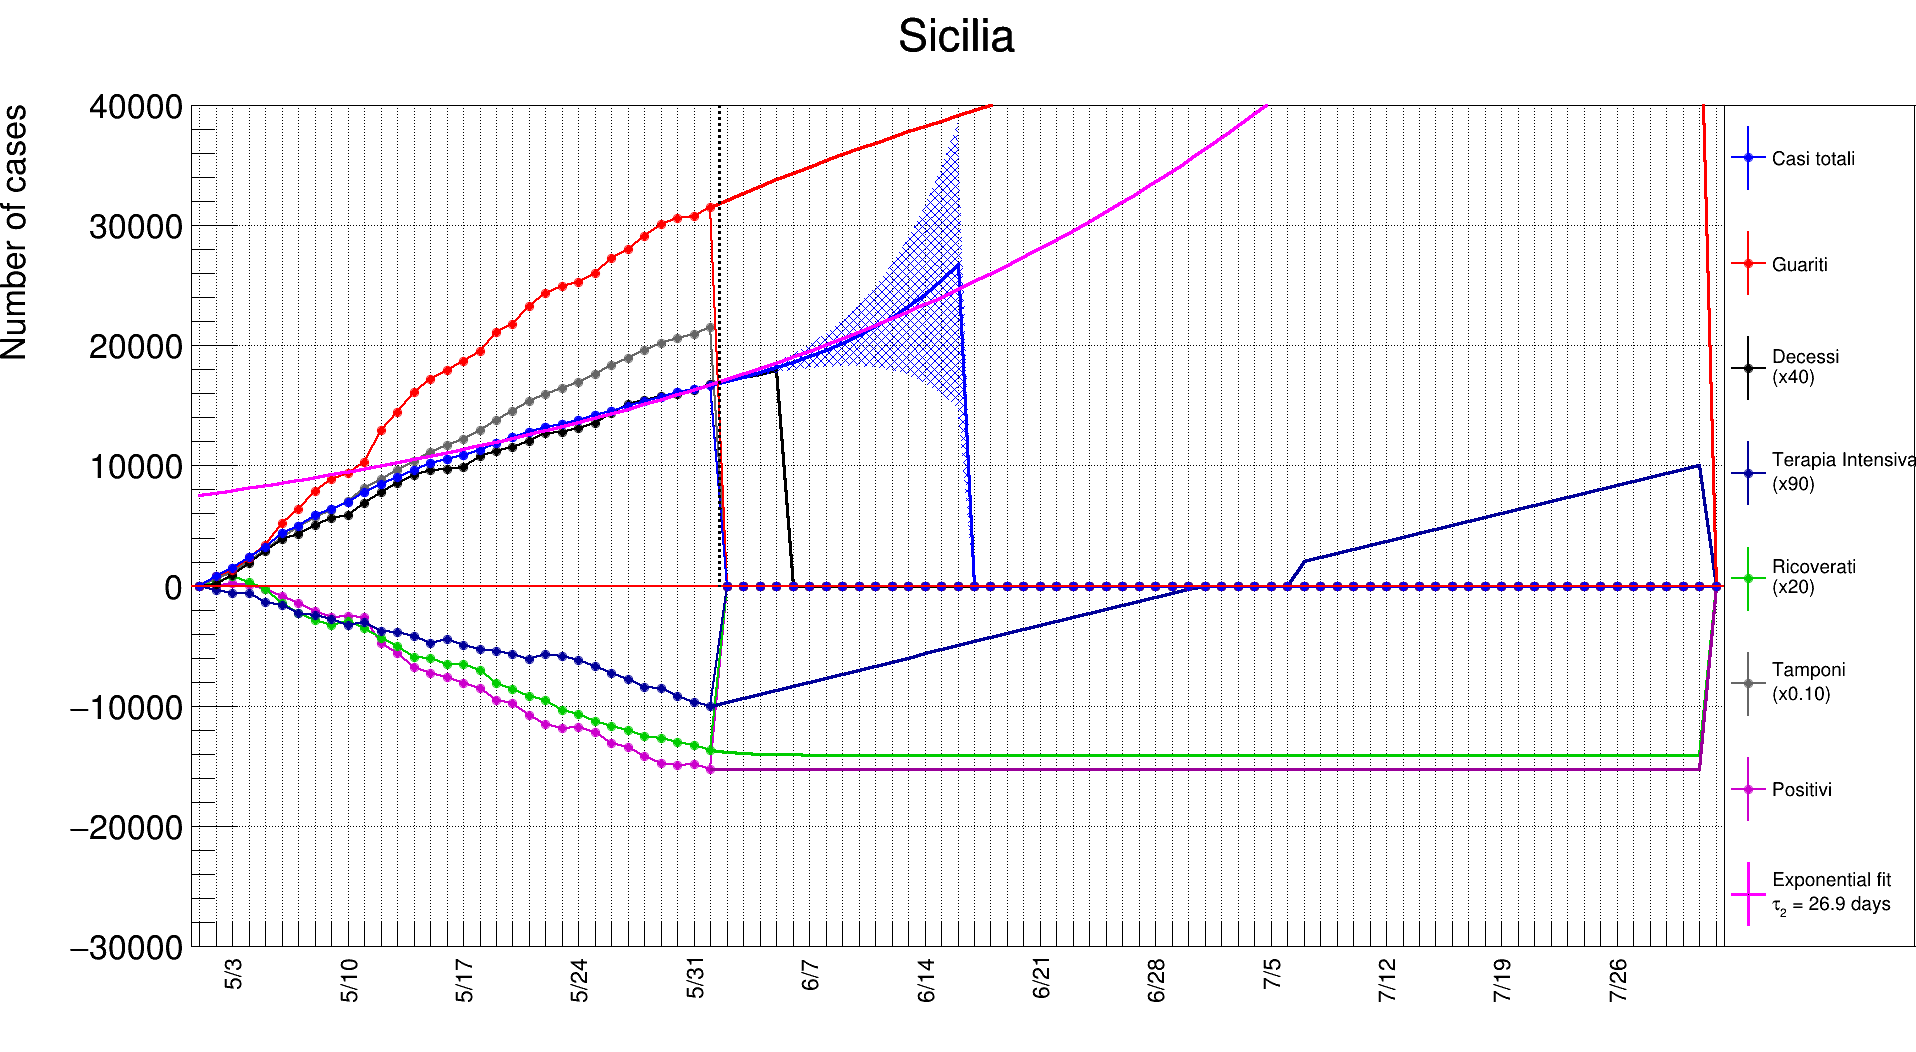 Sicilia
Number of cases
40000
30000
20000
10000
0
−10000
−20000
−30000
5/3
5/10
5/17
5/24
5/31
6/7
6/14
6/21
6/28
7/5
7/12
7/19
7/26
Casi totali
Guariti
Decessi
(x40)
Terapia Intensiva
(x90)
Ricoverati
(x20)
Tamponi
(x0.10)
Positivi
Exponential fit
τ2 = 26.9 days